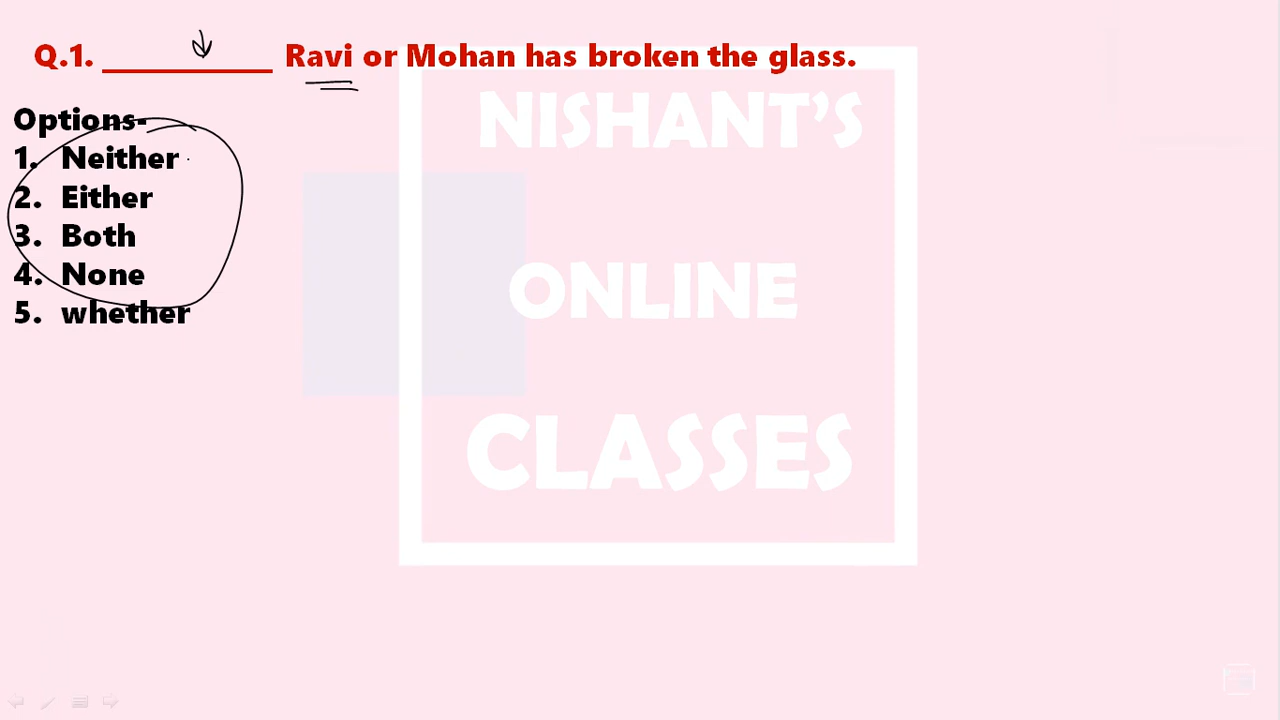 Q.1. __________ Ravi or Mohan has broken the glass.
Options-
1. Neither
2. Either
3. Both
4. None
5. whether
NISHANT'S
ONLINE
CLASSES